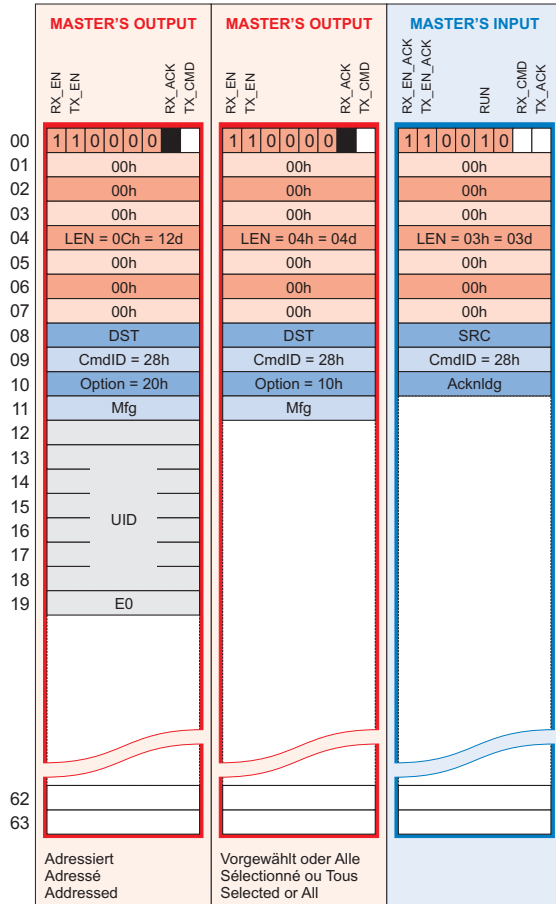 MASTER'S OUTPUT MASTER'S OUTPUT MASTER'S INPUT
RX_EN TX_EN RX_ACK TX_CMD RX_EN TX_EN RX_ACK TX_CMD RX_EN_ACK TX_EN_ACK RUN RX_CMD TX_ACK
00 1 1 0 0 0 0 1 1 0 0 0 0 1 1 0 0 1 0
01 00h 00h 00h
02 00h 00h 00h
03 00h 00h 00h
04 LEN = 0Ch = 12d LEN = 04h = 04d LEN = 03h = 03d
05 00h 00h 00h
06 00h 00h 00h
07 00h 00h 00h
08 DST DST SRC
09 CmdID = 28h CmdID = 28h CmdID = 28h
10 Option = 20h Option = 10h Acknldg
11 Mfg Mfg
12
13
14
15 UID
16
17
18
19 E0
62
63
Adressiert Vorgewählt oder Alle
Adressé Sélectionné ou Tous
Addressed Selected or All